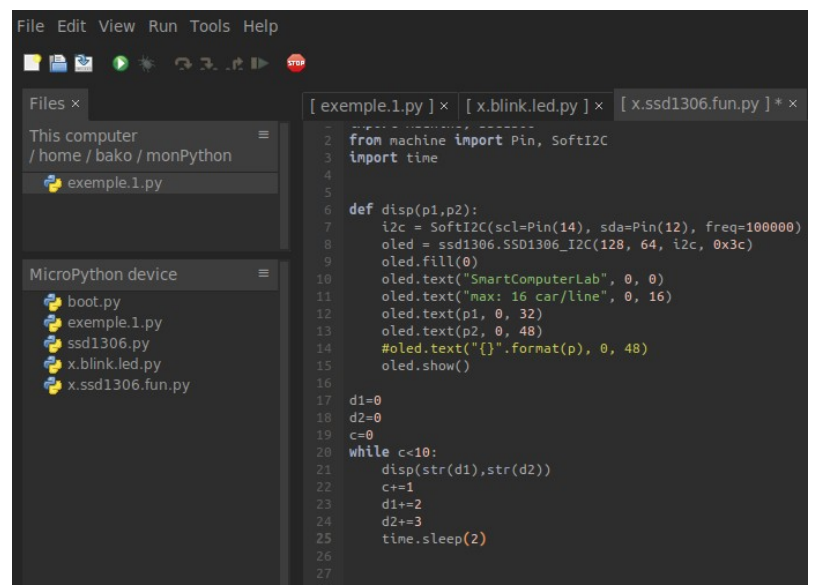 File Edit View Run Tools Help
STOP
Files ×
This computer
/ home / bako / monPython
exemple.1.py
MicroPython device
boot.py
exemple.1.py
ssd1306.py
x.blink.led.py
x.ssd1306.fun.py
[ exemple.1.py ] × [ x.blink.led.py ] × [ x.ssd1306.fun.py ] * ×
2 from machine import Pin, SoftI2C
3 import time
4
5
6 def disp(p1,p2):
7 i2c = SoftI2C(scl=Pin(14), sda=Pin(12), freq=100000)
8 oled = ssd1306.SSD1306_I2C(128, 64, i2c, 0x3c)
9 oled.fill(0)
10 oled.text("SmartComputerLab", 0, 0)
11 oled.text("max: 16 car/line", 0, 16)
12 oled.text(p1, 0, 32)
13 oled.text(p2, 0, 48)
14 #oled.text("{}".format(p), 0, 48)
15 oled.show()
16
17 d1=0
18 d2=0
19 c=0
20 while c<10:
21 disp(str(d1),str(d2))
22 c+=1
23 d1+=2
24 d2+=3
25 time.sleep(2)
26
27